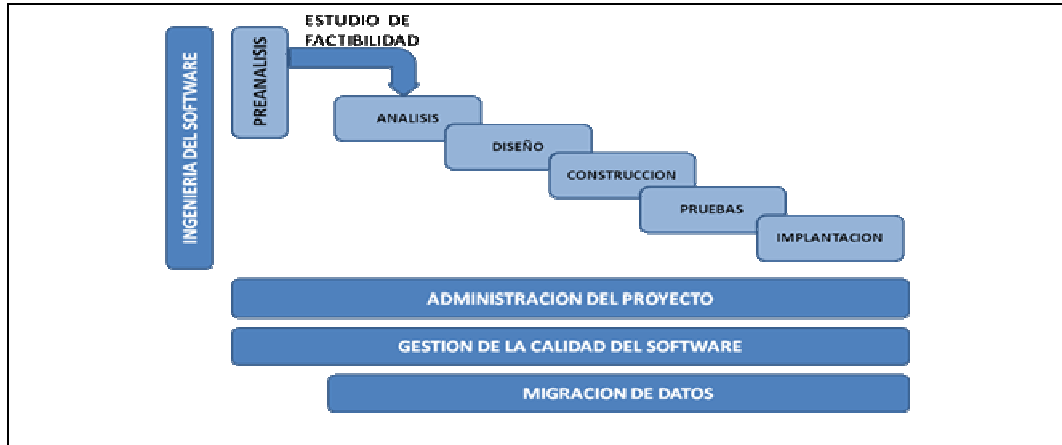 ESTUDIO DE
FACTIBILIDAD
INGENIERIA DEL SOFTWARE
PREANALISIS
ANALISIS
DISEÑO
CONSTRUCCION
PRUEBAS
IMPLANTACION
ADMINISTRACION DEL PROYECTO
GESTION DE LA CALIDAD DEL SOFTWARE
MIGRACION DE DATOS